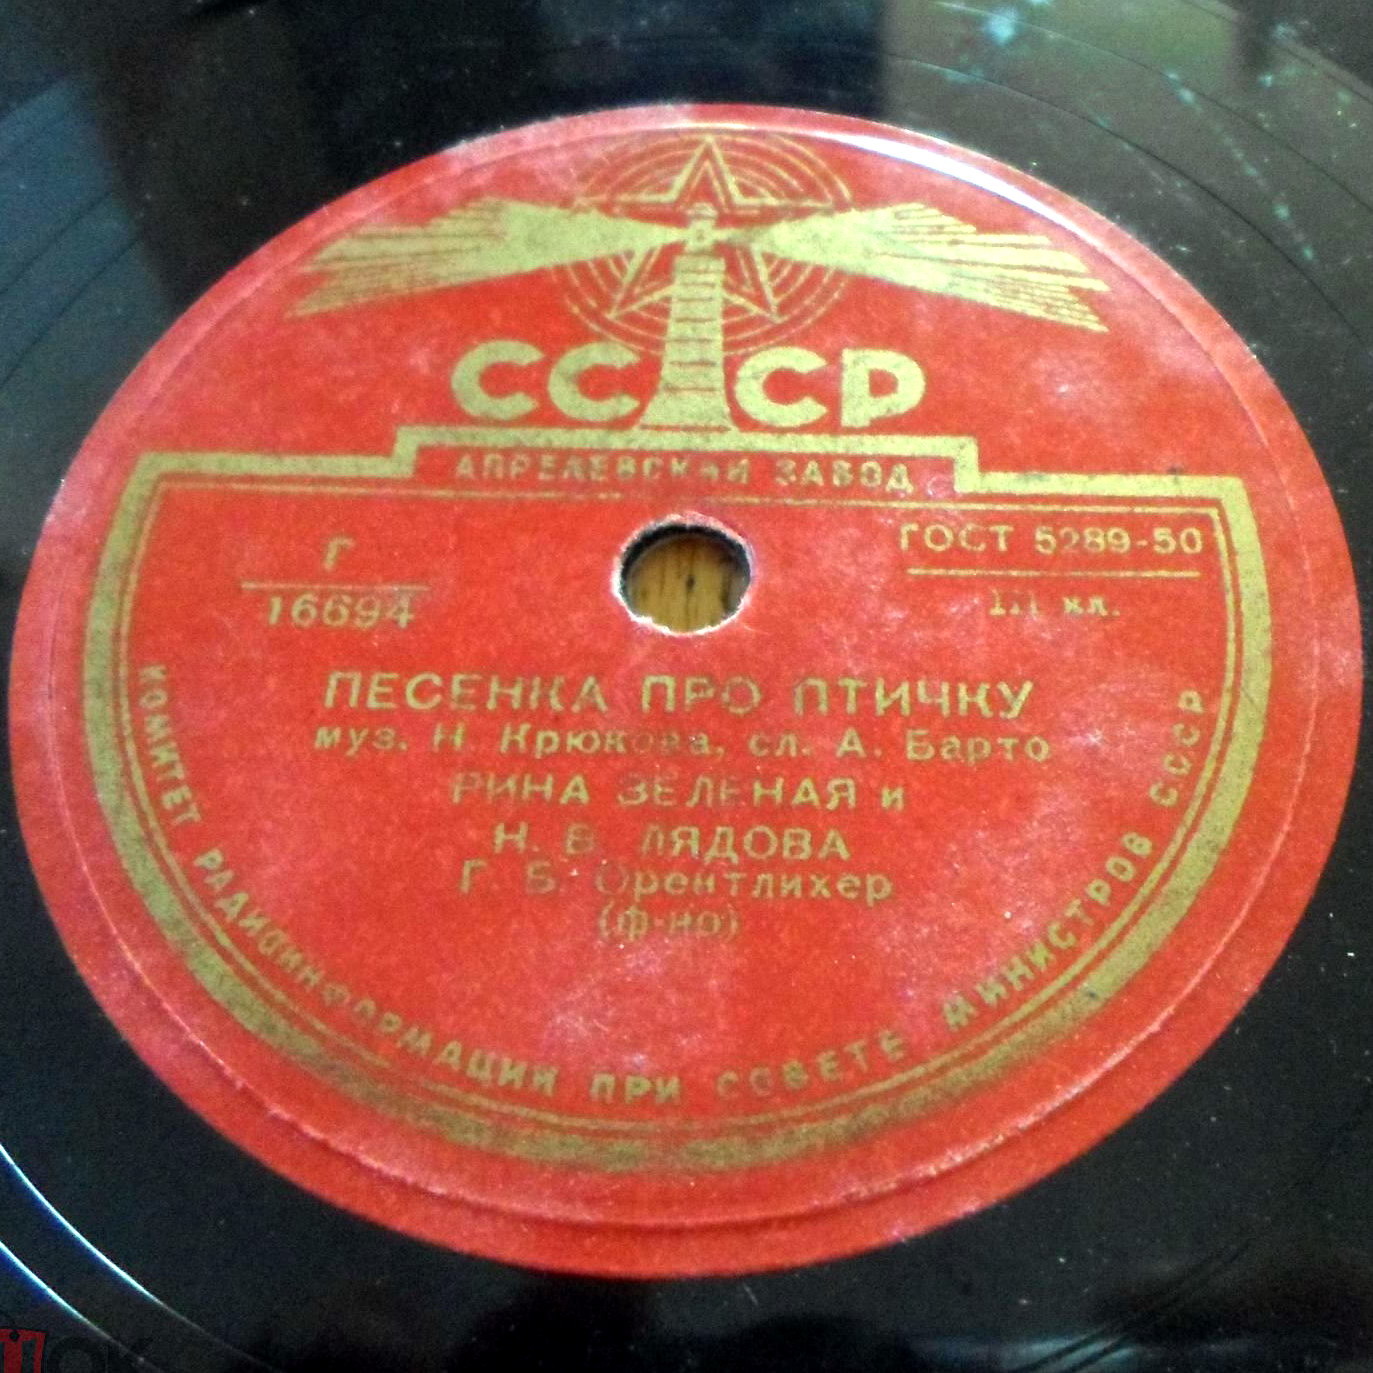 СССР
АПРЕЛЕВСКИЙ ЗАВОД
ГОСТ 5289-50
III кл.
Г
16694
ПЕСЕНКА ПРО ПТИЧКУ
муз. Н. Крюкова, сл. А. Барто
РИНА ЗЕЛЕНАЯ и
Н. В. ЛЯДОВА
Г. Б. Орентлихер
(ф-но)
КОМИТЕТ РАДИОИНФОРМАЦИИ ПРИ СОВЕТЕ МИНИСТРОВ СССР